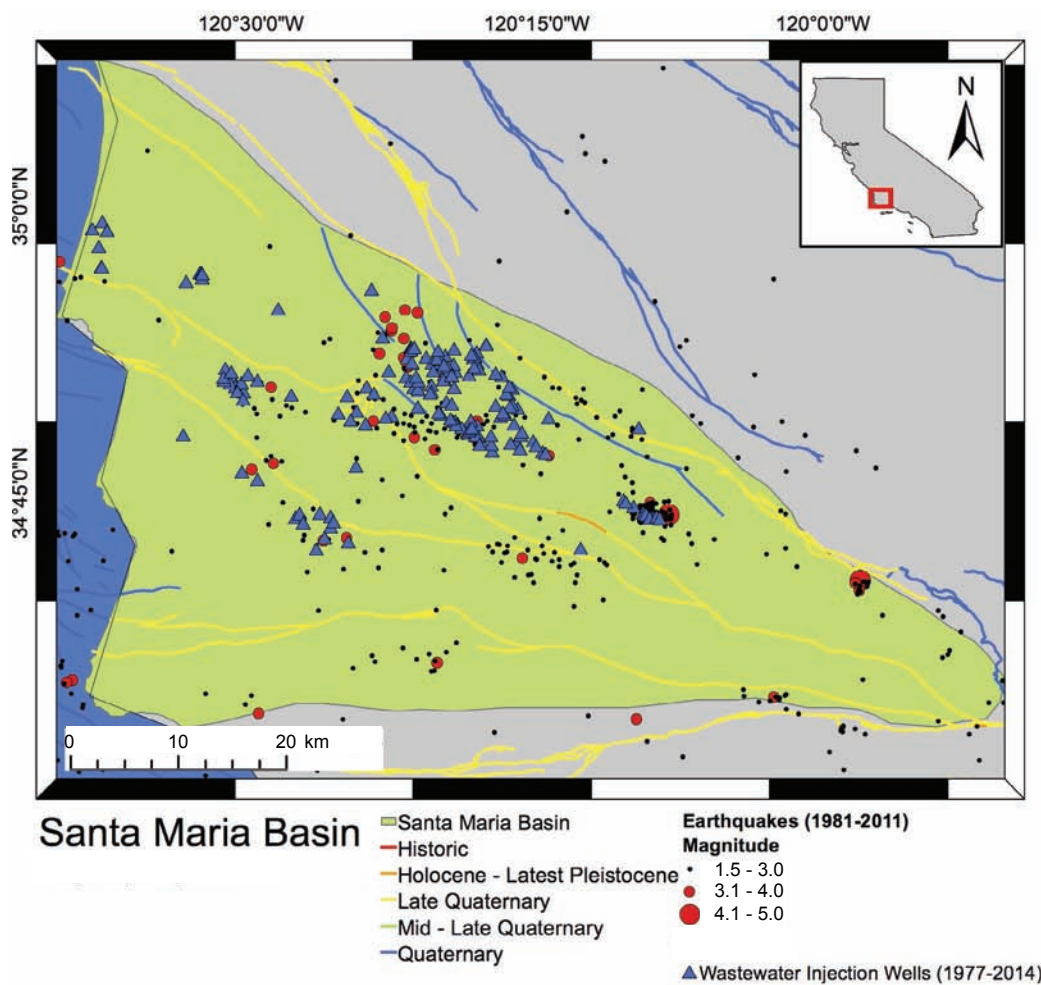 120°30'0"W 120°15'0"W 120°0'0"W
N
35°0'0"N
34°45'0"N
0 10 20 km
Santa Maria Basin
Santa Maria Basin
Historic
Holocene - Latest Pleistocene
Late Quaternary
Mid - Late Quaternary
Quaternary
Earthquakes (1981-2011)
Magnitude
1.5 - 3.0
3.1 - 4.0
4.1 - 5.0
Wastewater Injection Wells (1977-2014)